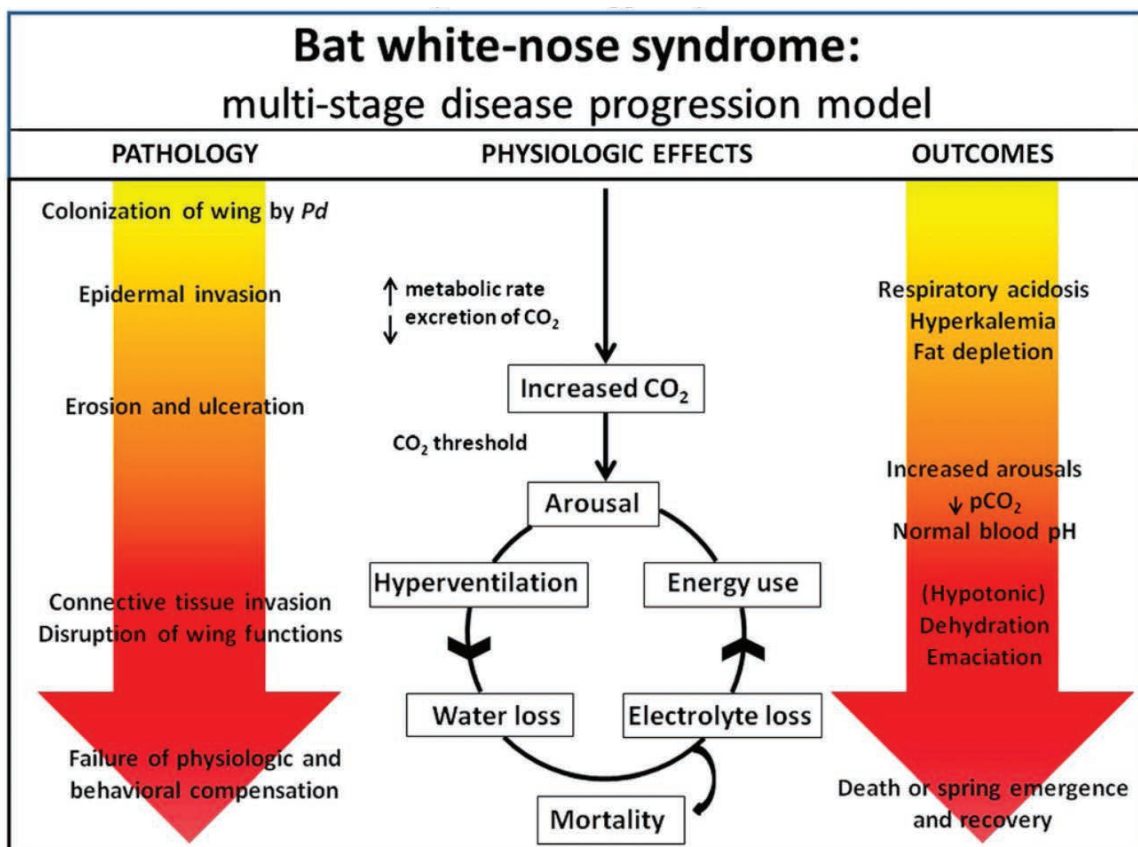 Bat white-nose syndrome:
multi-stage disease progression model
PATHOLOGY
PHYSIOLOGIC EFFECTS
OUTCOMES
Colonization of wing by Pd
Epidermal invasion
Erosion and ulceration
Connective tissue invasion
Disruption of wing functions
Failure of physiologic and
behavioral compensation
↑ metabolic rate
↓ excretion of CO₂
Increased CO₂
CO₂ threshold
Arousal
Hyperventilation
Energy use
Water loss
Electrolyte loss
Mortality
Respiratory acidosis
Hyperkalemia
Fat depletion
Increased arousals
↓ pCO₂
Normal blood pH
(Hypotonic)
Dehydration
Emaciation
Death or spring emergence
and recovery